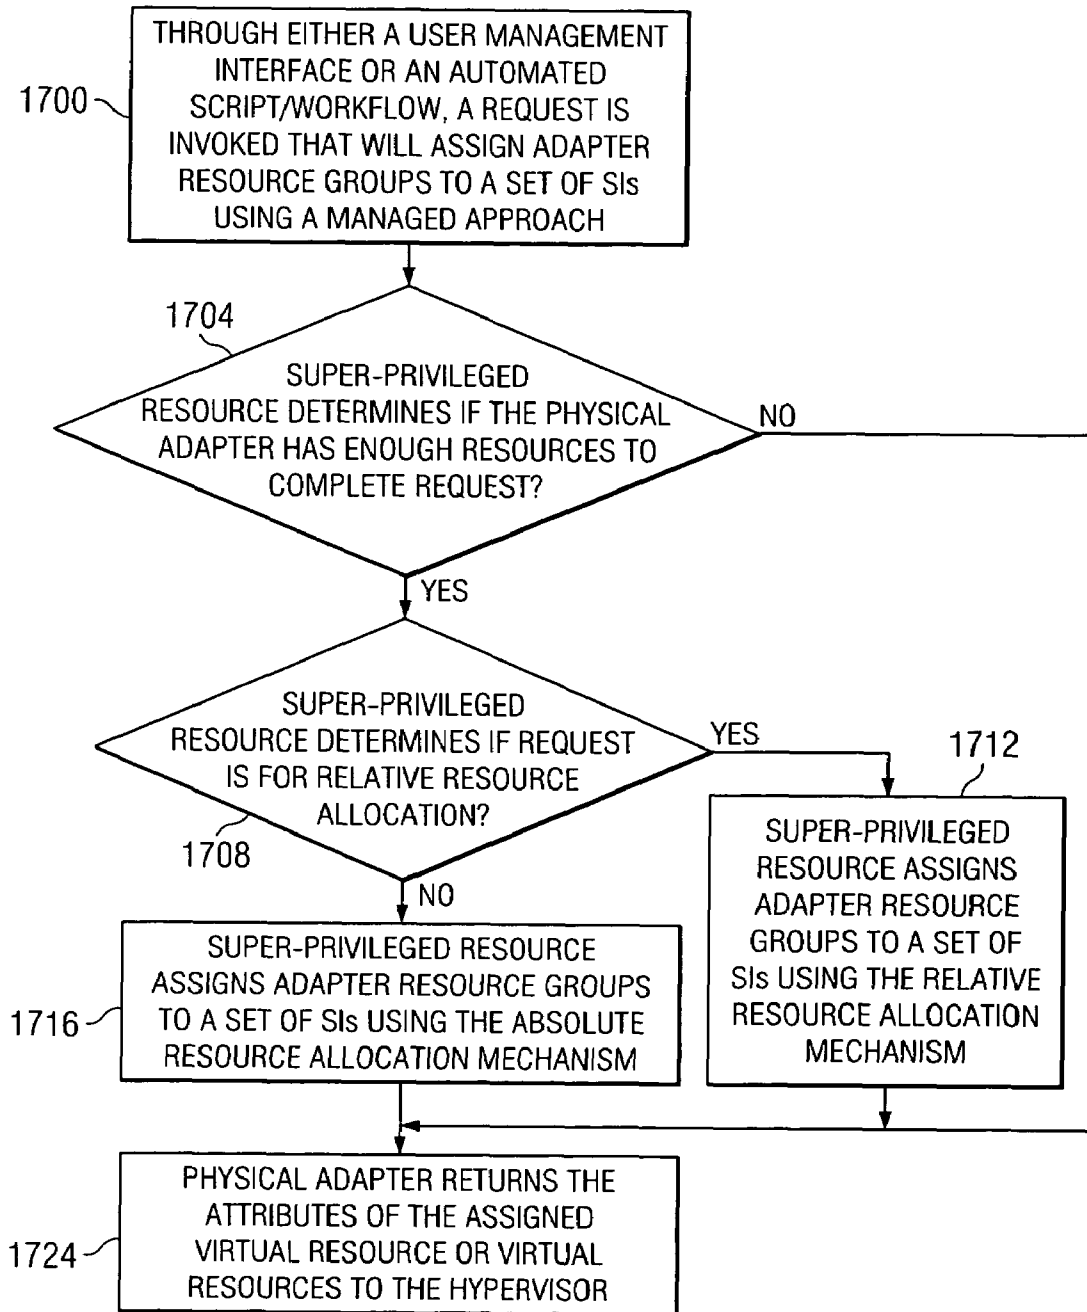 THROUGH EITHER A USER MANAGEMENT
INTERFACE OR AN AUTOMATED
SCRIPT/WORKFLOW, A REQUEST IS
INVOKED THAT WILL ASSIGN ADAPTER
RESOURCE GROUPS TO A SET OF SIs
USING A MANAGED APPROACH
1700
1704
SUPER-PRIVILEGED
RESOURCE DETERMINES IF THE PHYSICAL
ADAPTER HAS ENOUGH RESOURCES TO
COMPLETE REQUEST?
NO
YES
SUPER-PRIVILEGED
RESOURCE DETERMINES IF REQUEST
IS FOR RELATIVE RESOURCE
ALLOCATION?
YES
1708
NO
1712
SUPER-PRIVILEGED
RESOURCE ASSIGNS
ADAPTER RESOURCE
GROUPS TO A SET OF
SIs USING THE RELATIVE
RESOURCE ALLOCATION
MECHANISM
SUPER-PRIVILEGED RESOURCE
ASSIGNS ADAPTER RESOURCE GROUPS
TO A SET OF SIs USING THE ABSOLUTE
RESOURCE ALLOCATION MECHANISM
1716
PHYSICAL ADAPTER RETURNS THE
ATTRIBUTES OF THE ASSIGNED
VIRTUAL RESOURCE OR VIRTUAL
RESOURCES TO THE HYPERVISOR
1724